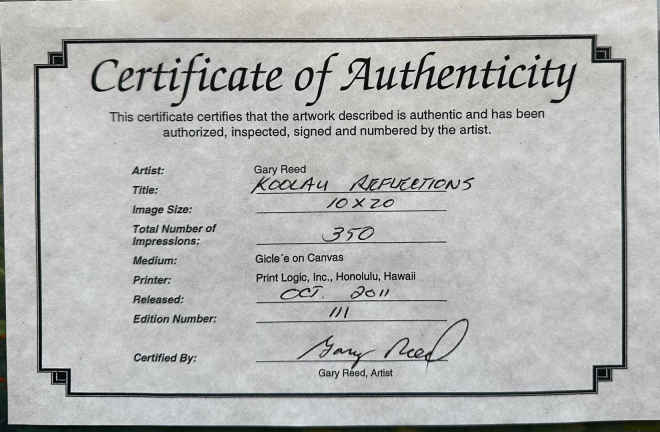 Certificate of Authenticity
This certificate certifies that the artwork described is authentic and has been
authorized, inspected, signed and numbered by the artist.
Artist: Gary Reed
Title: KOOLAU REFLECTIONS
Image Size: 10 X 20
Total Number of
Impressions: 350
Medium: Gicle´e on Canvas
Printer: Print Logic, Inc., Honolulu, Hawaii
Released: OCT. 2011
Edition Number: 111
Certified By: Gary Reed
Gary Reed, Artist